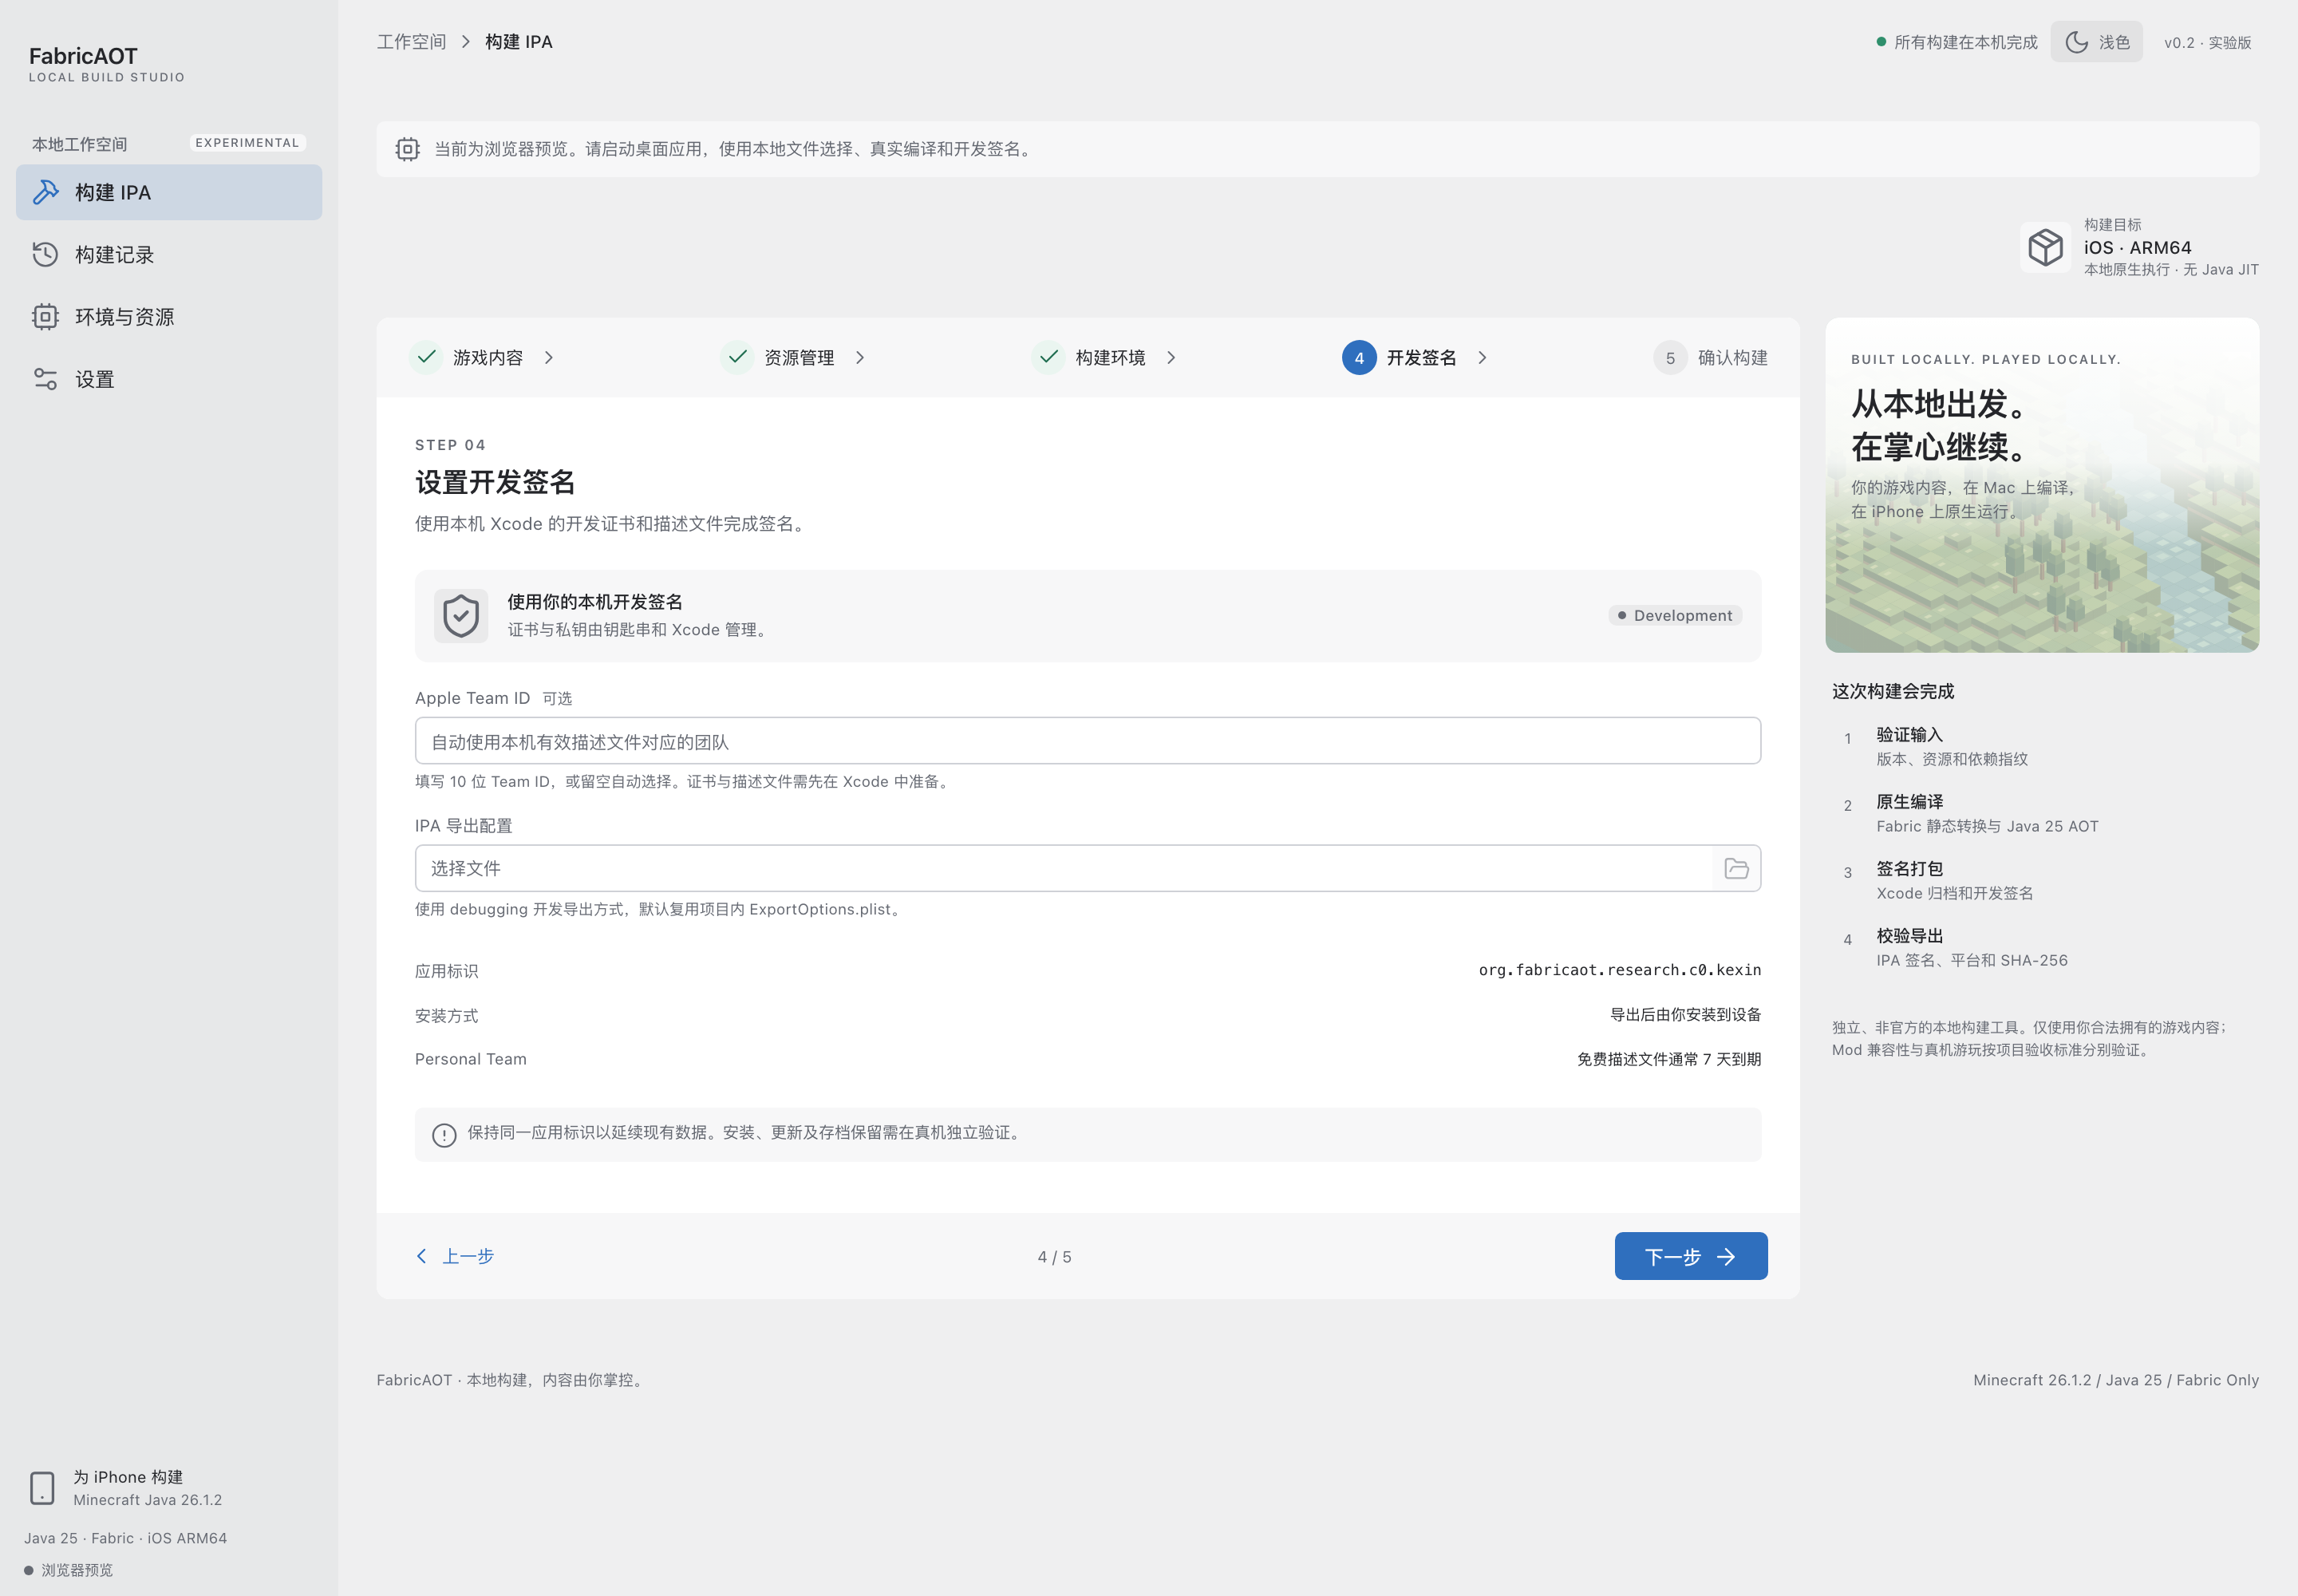 FabricAOT
LOCAL BUILD STUDIO
本地工作空间
EXPERIMENTAL
构建 IPA
构建记录
环境与资源
设置
为 iPhone 构建
Minecraft Java 26.1.2
Java 25 · Fabric · iOS ARM64
浏览器预览
工作空间
构建 IPA
所有构建在本机完成
浅色
v0.2 · 实验版
当前为浏览器预览。请启动桌面应用，使用本地文件选择、真实编译和开发签名。
构建目标
iOS · ARM64
本地原生执行 · 无 Java JIT
游戏内容
资源管理
构建环境
4 开发签名
5 确认构建
STEP 04
设置开发签名
使用本机 Xcode 的开发证书和描述文件完成签名。
使用你的本机开发签名
证书与私钥由钥匙串和 Xcode 管理。
Development
Apple Team ID 可选
自动使用本机有效描述文件对应的团队
填写 10 位 Team ID，或留空自动选择。证书与描述文件需先在 Xcode 中准备。
IPA 导出配置
选择文件
使用 debugging 开发导出方式，默认复用项目内 ExportOptions.plist。
应用标识
org.fabricaot.research.c0.kexin
安装方式
导出后由你安装到设备
Personal Team
免费描述文件通常 7 天到期
保持同一应用标识以延续现有数据。安装、更新及存档保留需在真机独立验证。
上一步
4 / 5
下一步
BUILT LOCALLY. PLAYED LOCALLY.
从本地出发。
在掌心继续。
你的游戏内容，在 Mac 上编译，
在 iPhone 上原生运行。
这次构建会完成
1 验证输入
版本、资源和依赖指纹
2 原生编译
Fabric 静态转换与 Java 25 AOT
3 签名打包
Xcode 归档和开发签名
4 校验导出
IPA 签名、平台和 SHA-256
独立、非官方的本地构建工具。仅使用你合法拥有的游戏内容；
Mod 兼容性与真机游玩按项目验收标准分别验证。
FabricAOT · 本地构建，内容由你掌控。
Minecraft 26.1.2 / Java 25 / Fabric Only